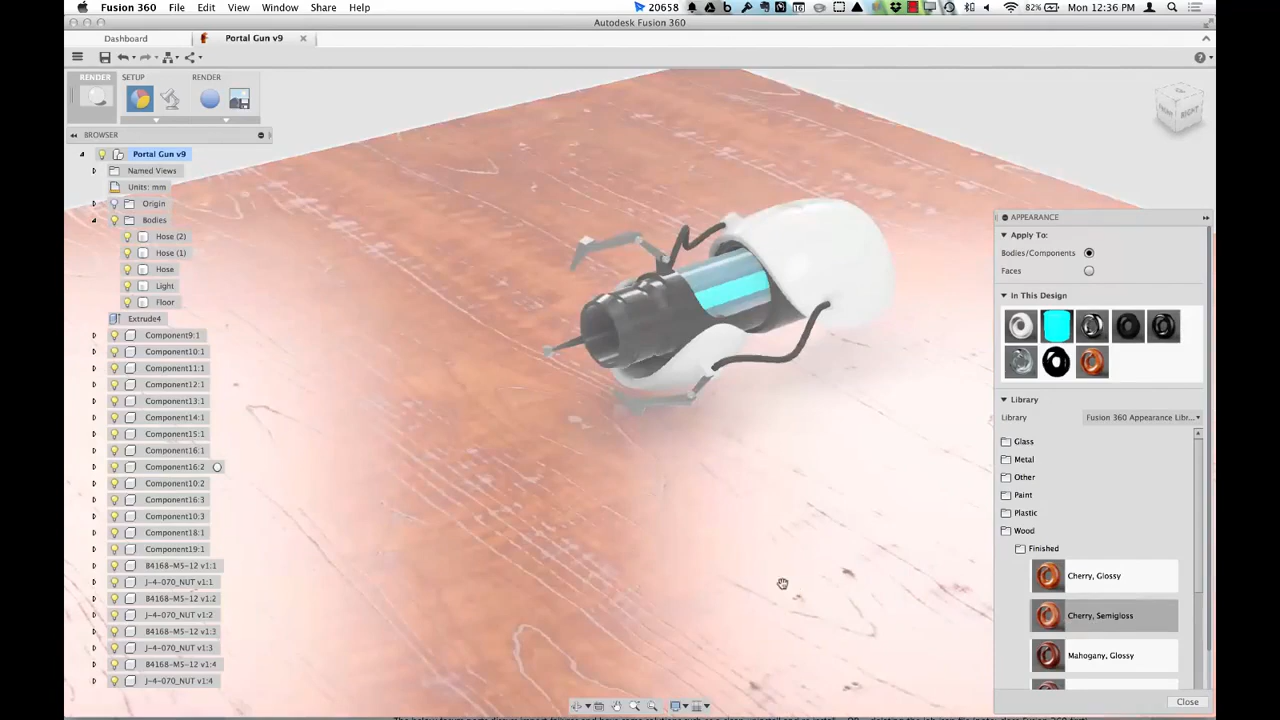 Fusion 360 File Edit View Window Share Help 20658 82% Mon 12:36 PM
Autodesk Fusion 360
Dashboard Portal Gun v9
RENDER SETUP RENDER
BROWSER
Portal Gun v9
Named Views
Units: mm
Origin
Bodies
Hose (2)
Hose (1)
Hose
Light
Floor
Extrude4
Component9:1
Component10:1
Component11:1
Component12:1
Component13:1
Component14:1
Component15:1
Component16:1
Component16:2
Component10:2
Component16:3
Component10:3
Component18:1
Component19:1
B4168-M5-12 v1:1
J-4-070_NUT v1:1
B4168-M5-12 v1:2
J-4-070_NUT v1:2
B4168-M5-12 v1:3
J-4-070_NUT v1:3
B4168-M5-12 v1:4
J-4-070_NUT v1:4
RIGHT
APPEARANCE
Apply To:
Bodies/Components
Faces
In This Design
Library
Library Fusion 360 Appearance Libr...
Glass
Metal
Other
Paint
Plastic
Wood
Finished
Cherry, Glossy
Cherry, Semigloss
Mahogany, Glossy
Close